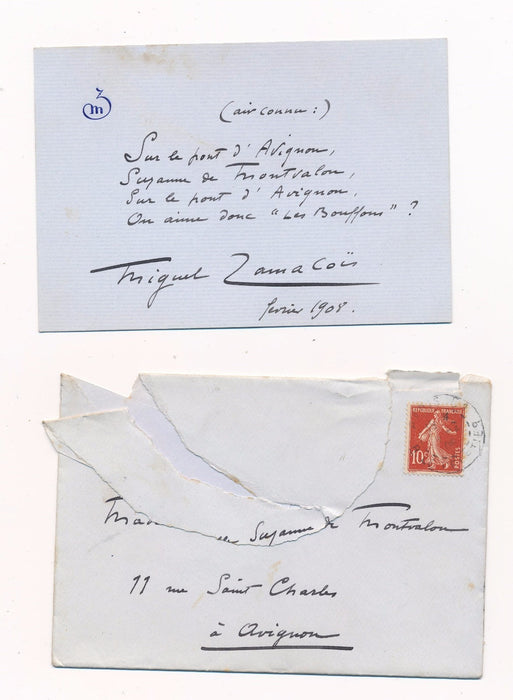 (air connu :)
Sur le pont d'Avignon,
Suzanne de Montvalon,
Sur le pont d'Avignon,
On aime donc "Les Bouffons" ?
Miguel Zamacoïs
février 1908.
REPUBLIQUE FRANÇAISE
10c
POSTES
Suzanne de Montvalon
11 rue Saint Charles
à Avignon